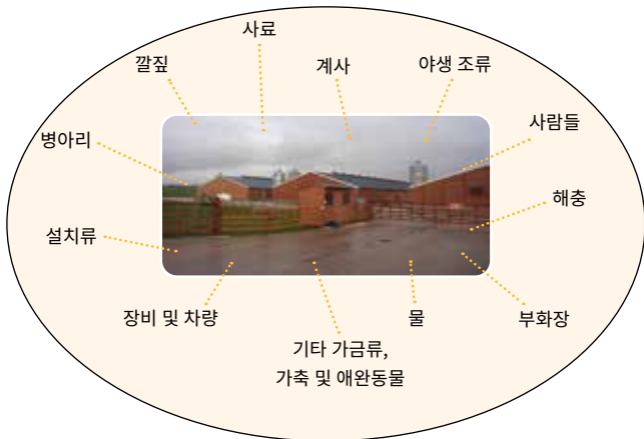 사료
깔짚
계사
야생 조류
병아리
사람들
해충
설치류
장비 및 차량
물
부화장
기타 가금류,
가축 및 애완동물